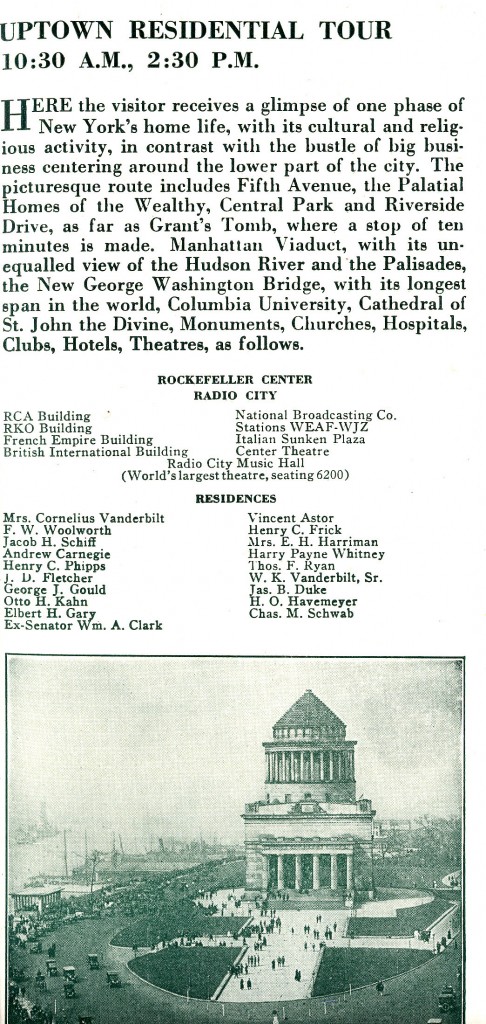 UPTOWN RESIDENTIAL TOUR
10:30 A.M., 2:30 P.M.
HERE the visitor receives a glimpse of one phase of
New York's home life, with its cultural and relig-
ious activity, in contrast with the bustle of big busi-
ness centering around the lower part of the city. The
picturesque route includes Fifth Avenue, the Palatial
Homes of the Wealthy, Central Park and Riverside
Drive, as far as Grant's Tomb, where a stop of ten
minutes is made. Manhattan Viaduct, with its un-
equalled view of the Hudson River and the Palisades,
the New George Washington Bridge, with its longest
span in the world, Columbia University, Cathedral of
St. John the Divine, Monuments, Churches, Hospitals,
Clubs, Hotels, Theatres, as follows.
ROCKEFELLER CENTER
RADIO CITY
RCA Building
RKO Building
French Empire Building
British International Building
National Broadcasting Co.
Stations WEAF-WJZ
Italian Sunken Plaza
Center Theatre
Radio City Music Hall
(World's largest theatre, seating 6200)
RESIDENCES
Mrs. Cornelius Vanderbilt
F. W. Woolworth
Jacob H. Schiff
Andrew Carnegie
Henry C. Phipps
J. D. Fletcher
George J. Gould
Otto H. Kahn
Elbert H. Gary
Ex-Senator Wm. A. Clark
Vincent Astor
Henry C. Frick
Mrs. E. H. Harriman
Harry Payne Whitney
Thos. F. Ryan
W. K. Vanderbilt, Sr.
Jas. B. Duke
H. O. Havemeyer
Chas. M. Schwab